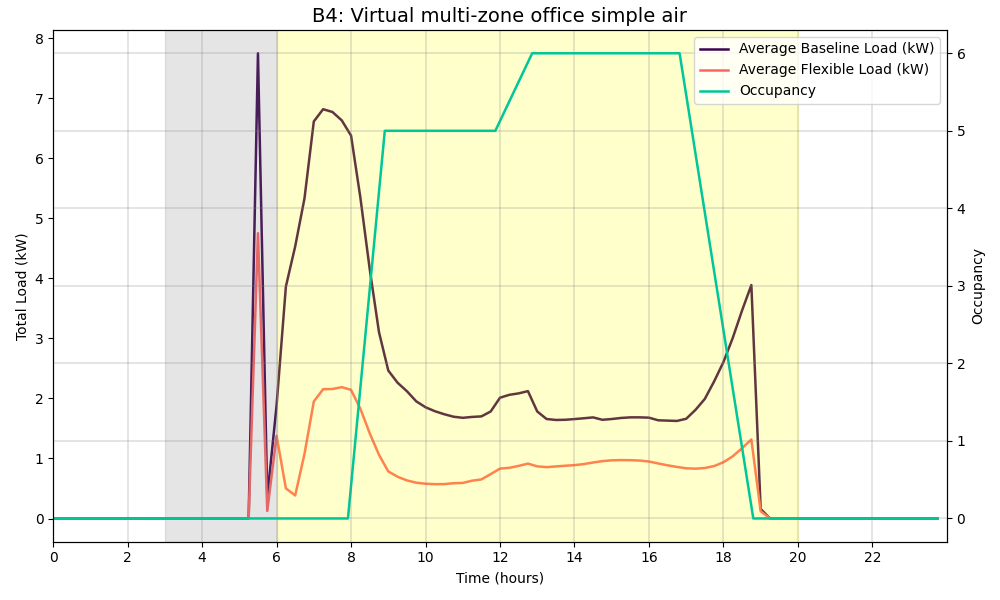 B4: Virtual multi-zone office simple air
Average Baseline Load (kW)
Average Flexible Load (kW)
Occupancy
Total Load (kW)
8
7
6
5
4
3
2
1
0
6
5
4
3
2
1
0
Occupancy
0 2 4 6 8 10 12 14 16 18 20 22
Time (hours)